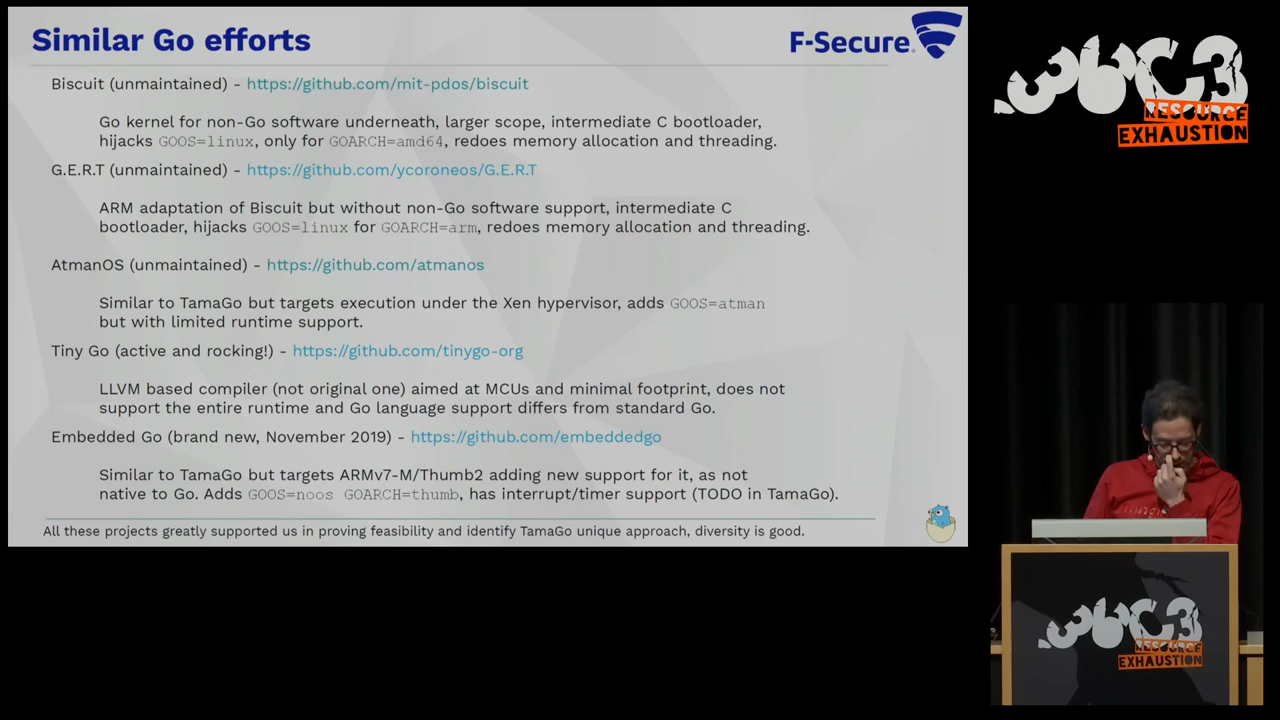 Similar Go efforts
F-Secure.
Biscuit (unmaintained) - https://github.com/mit-pdos/biscuit
Go kernel for non-Go software underneath, larger scope, intermediate C bootloader,
hijacks GOOS=linux, only for GOARCH=amd64, redoes memory allocation and threading.
G.E.R.T (unmaintained) - https://github.com/ycoroneos/G.E.R.T
ARM adaptation of Biscuit but without non-Go software support, intermediate C
bootloader, hijacks GOOS=linux for GOARCH=arm, redoes memory allocation and threading.
AtmanOS (unmaintained) - https://github.com/atmanos
Similar to TamaGo but targets execution under the Xen hypervisor, adds GOOS=atman
but with limited runtime support.
Tiny Go (active and rocking!) - https://github.com/tinygo-org
LLVM based compiler (not original one) aimed at MCUs and minimal footprint, does not
support the entire runtime and Go language support differs from standard Go.
Embedded Go (brand new, November 2019) - https://github.com/embeddedgo
Similar to TamaGo but targets ARMv7-M/Thumb2 adding new support for it, as not
native to Go. Adds GOOS=noos GOARCH=thumb, has interrupt/timer support (TODO in TamaGo).
All these projects greatly supported us in proving feasibility and identify TamaGo unique approach, diversity is good.
36C3
RESOURCE
EXHAUSTION
36C3
RESOURCE
EXHAUSTION